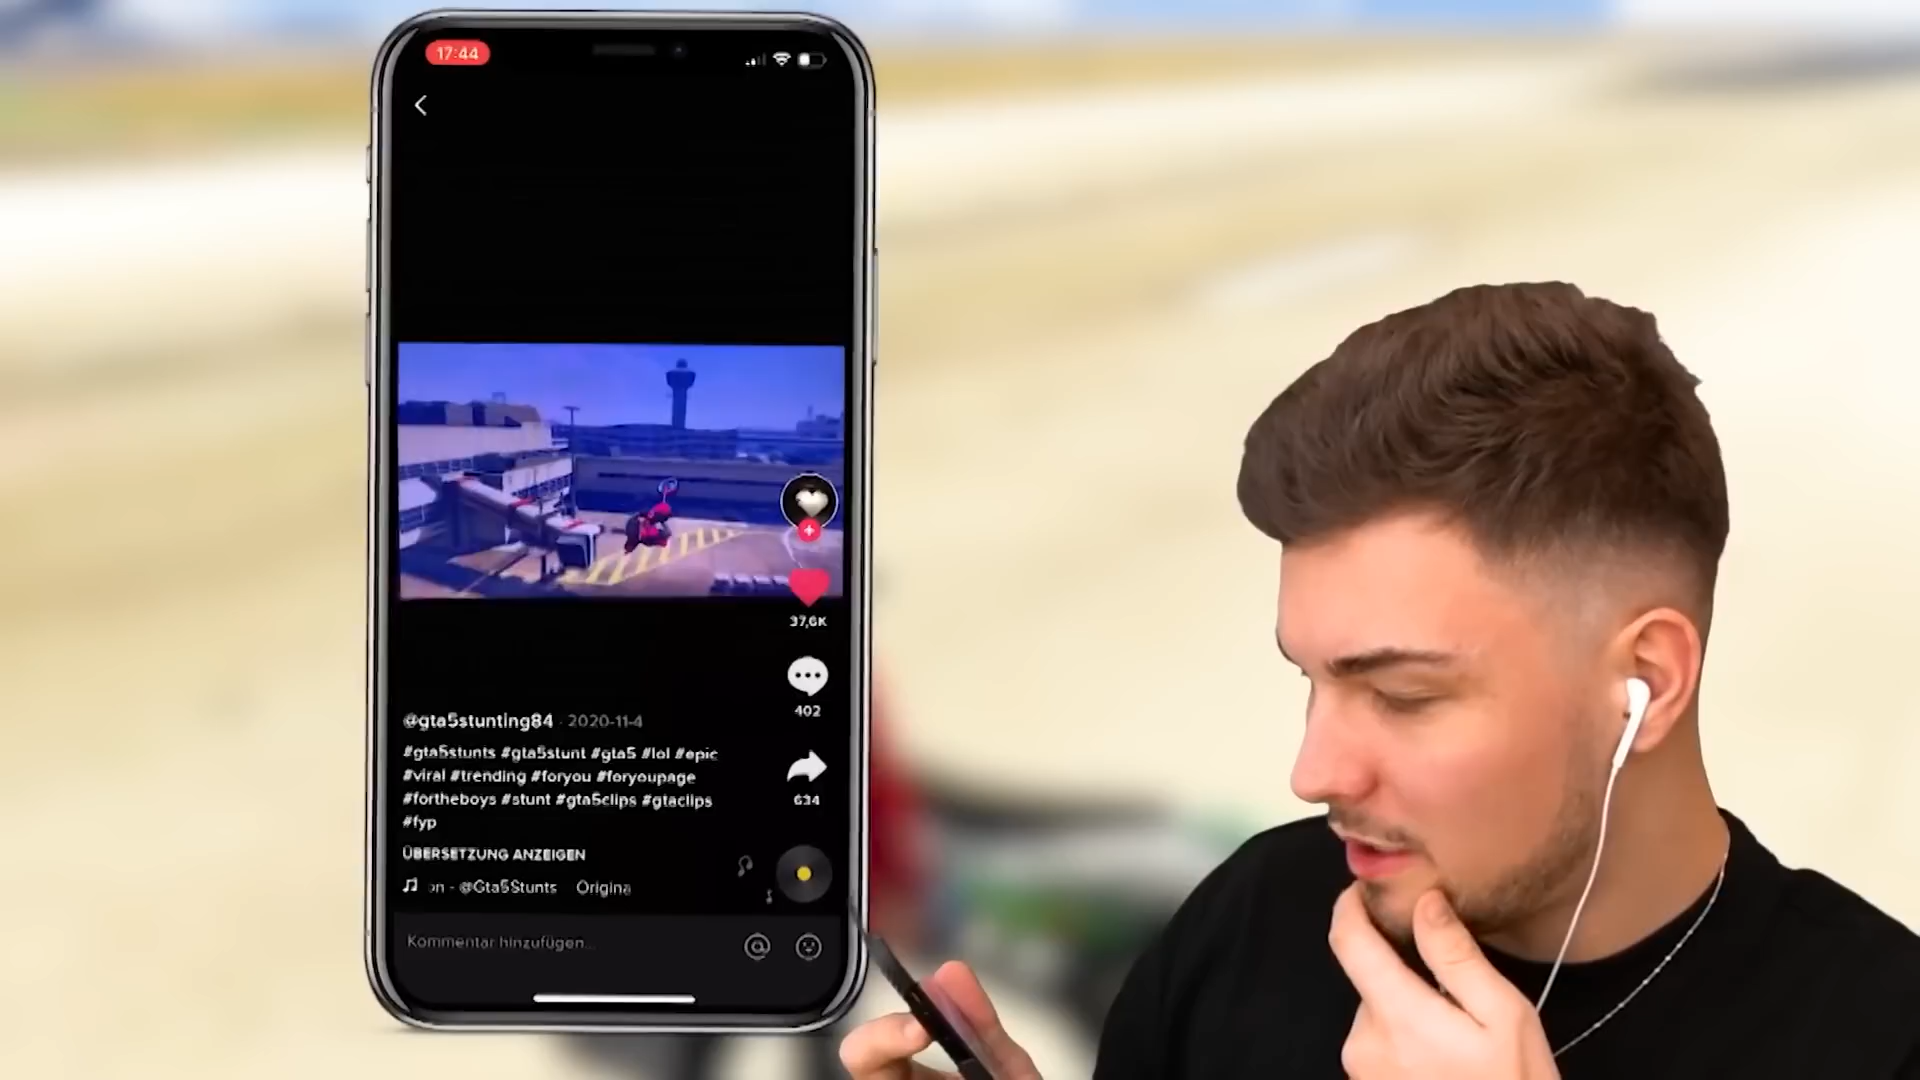 17:44
37,6K
402
@gta5stunting84 · 2020-11-4
#gta5stunts #gta5stunt #gta5 #lol #epic
#viral #trending #foryou #foryoupage
#fortheboys #stunt #gta5clips #gtaclips
#fyp
634
ÜBERSETZUNG ANZEIGEN
on - @Gta5Stunts Origina
Kommentar hinzufügen...